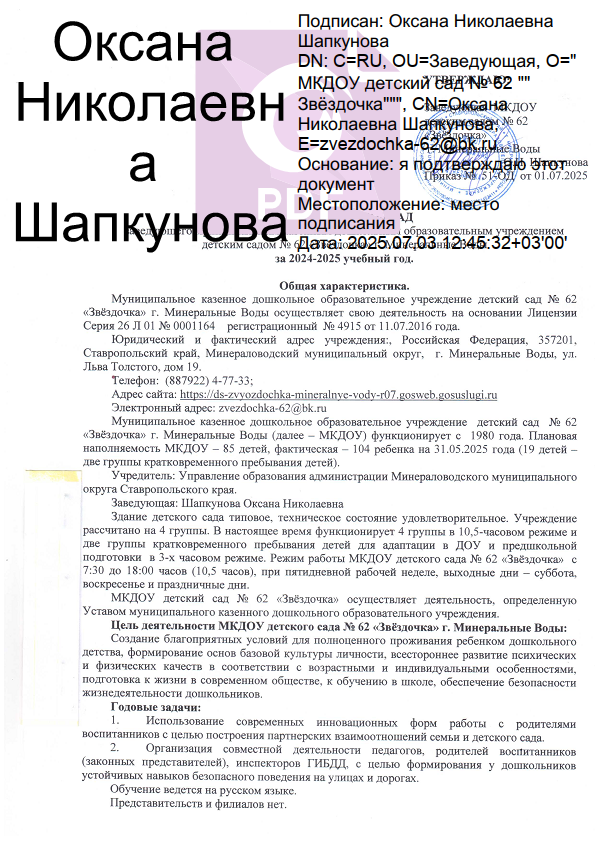 Оксана
Николаевн
а
Шапкунова
Подписан: Оксана Николаевна
Шапкунова
DN: C=RU, OU=Заведующая, O="
МКДОУ детский сад № 62 ""
Звёздочка""", CN=Оксана
Николаевна Шапкунова,
E=zvezdochka-62@bk.ru
Основание: я подтверждаю этот
документ
Местоположение: место
подписания
Дата: 2025.07.03 12:45:32+03'00'
PDF
УТВЕРЖДАЮ
Заведующий МКДОУ
детским садом № 62
«Звёздочка»
г. Минеральные Воды
Шапкунова
Приказ № 51-ОД от 01.07.2025
образовательным учреждением
детским садом № 62
за 2024-2025 учебный год.
Общая характеристика.
Муниципальное казенное дошкольное образовательное учреждение детский сад № 62
«Звёздочка» г. Минеральные Воды осуществляет свою деятельность на основании Лицензии
Серия 26 Л 01 № 0001164 регистрационный № 4915 от 11.07.2016 года.
Юридический и фактический адрес учреждения:, Российская Федерация, 357201,
Ставропольский край, Минераловодский муниципальный округ, г. Минеральные Воды, ул.
Льва Толстого, дом 19.
Телефон: (887922) 4-77-33;
Адрес сайта: https://ds-zvyozdochka-mineralnye-vody-r07.gosweb.gosuslugi.ru
Электронный адрес: zvezdochka-62@bk.ru
Муниципальное казенное дошкольное образовательное учреждение детский сад № 62
«Звёздочка» г. Минеральные Воды (далее – МКДОУ) функционирует с 1980 года. Плановая
наполняемость МКДОУ – 85 детей, фактическая – 104 ребенка на 31.05.2025 года (19 детей –
две группы кратковременного пребывания детей).
Учредитель: Управление образования администрации Минераловодского муниципального
округа Ставропольского края.
Заведующая: Шапкунова Оксана Николаевна
Здание детского сада типовое, техническое состояние удовлетворительное. Учреждение
рассчитано на 4 группы. В настоящее время функционирует 4 группы в 10,5-часовом режиме и
две группы кратковременного пребывания детей для адаптации в ДОУ и предшкольной
подготовки в 3-х часовом режиме. Режим работы МКДОУ детского сада № 62 «Звёздочка» с
7:30 до 18:00 часов (10,5 часов), при пятидневной рабочей неделе, выходные дни – суббота,
воскресенье и праздничные дни.
МКДОУ детский сад № 62 «Звёздочка» осуществляет деятельность, определенную
Уставом муниципального казенного дошкольного образовательного учреждения.
Цель деятельности МКДОУ детского сада № 62 «Звёздочка» г. Минеральные Воды:
Создание благоприятных условий для полноценного проживания ребенком дошкольного
детства, формирование основ базовой культуры личности, всестороннее развитие психических
и физических качеств в соответствии с возрастными и индивидуальными особенностями,
подготовка к жизни в современном обществе, к обучению в школе, обеспечение безопасности
жизнедеятельности дошкольников.
Годовые задачи:
1. Использование современных инновационных форм работы с родителями
воспитанников с целью построения партнерских взаимоотношений семьи и детского сада.
2. Организация совместной деятельности педагогов, родителей воспитанников
(законных представителей), инспекторов ГИБДД, с целью формирования у дошкольников
устойчивых навыков безопасного поведения на улицах и дорогах.
Обучение ведется на русском языке.
Представительств и филиалов нет.